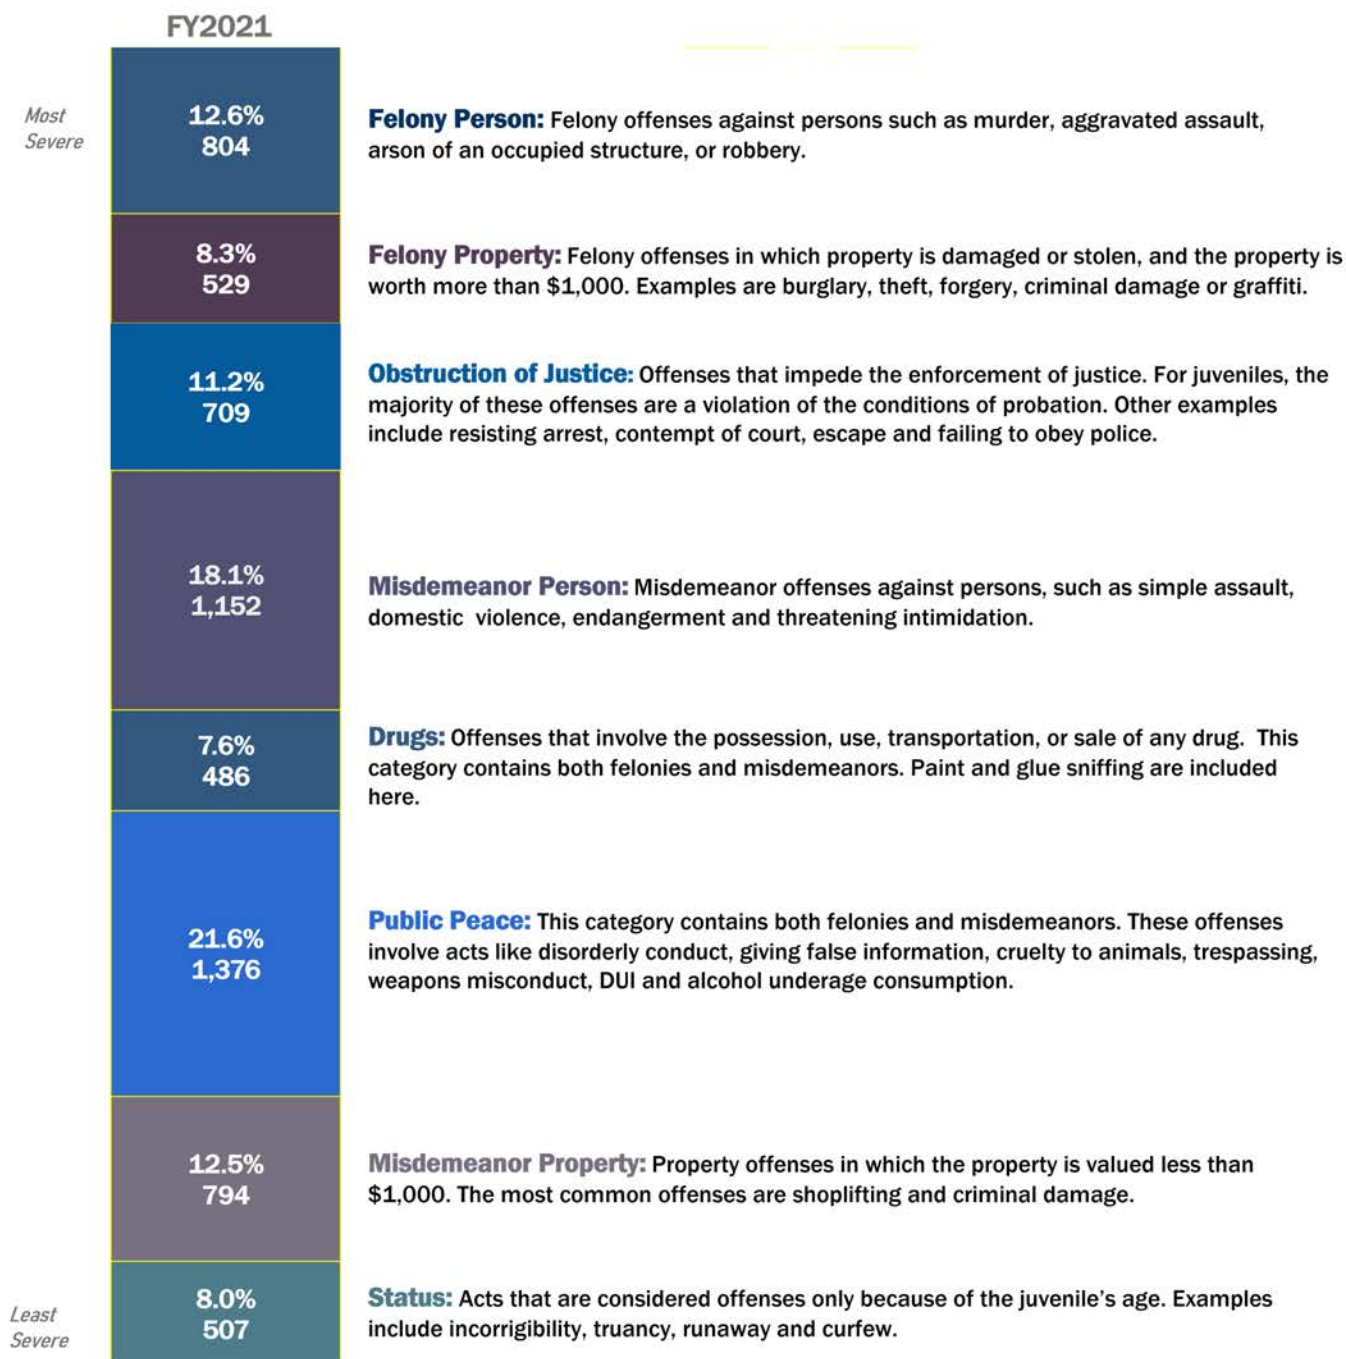 FY2021
Most
Severe
12.6%
804
Felony Person: Felony offenses against persons such as murder, aggravated assault,
arson of an occupied structure, or robbery.
8.3%
529
Felony Property: Felony offenses in which property is damaged or stolen, and the property is
worth more than $1,000. Examples are burglary, theft, forgery, criminal damage or graffiti.
11.2%
709
Obstruction of Justice: Offenses that impede the enforcement of justice. For juveniles, the
majority of these offenses are a violation of the conditions of probation. Other examples
include resisting arrest, contempt of court, escape and failing to obey police.
18.1%
1,152
Misdemeanor Person: Misdemeanor offenses against persons, such as simple assault,
domestic violence, endangerment and threatening intimidation.
7.6%
486
Drugs: Offenses that involve the possession, use, transportation, or sale of any drug. This
category contains both felonies and misdemeanors. Paint and glue sniffing are included
here.
21.6%
1,376
Public Peace: This category contains both felonies and misdemeanors. These offenses
involve acts like disorderly conduct, giving false information, cruelty to animals, trespassing,
weapons misconduct, DUI and alcohol underage consumption.
12.5%
794
Misdemeanor Property: Property offenses in which the property is valued less than
$1,000. The most common offenses are shoplifting and criminal damage.
Least
Severe
8.0%
507
Status: Acts that are considered offenses only because of the juvenile's age. Examples
include incorrigibility, truancy, runaway and curfew.